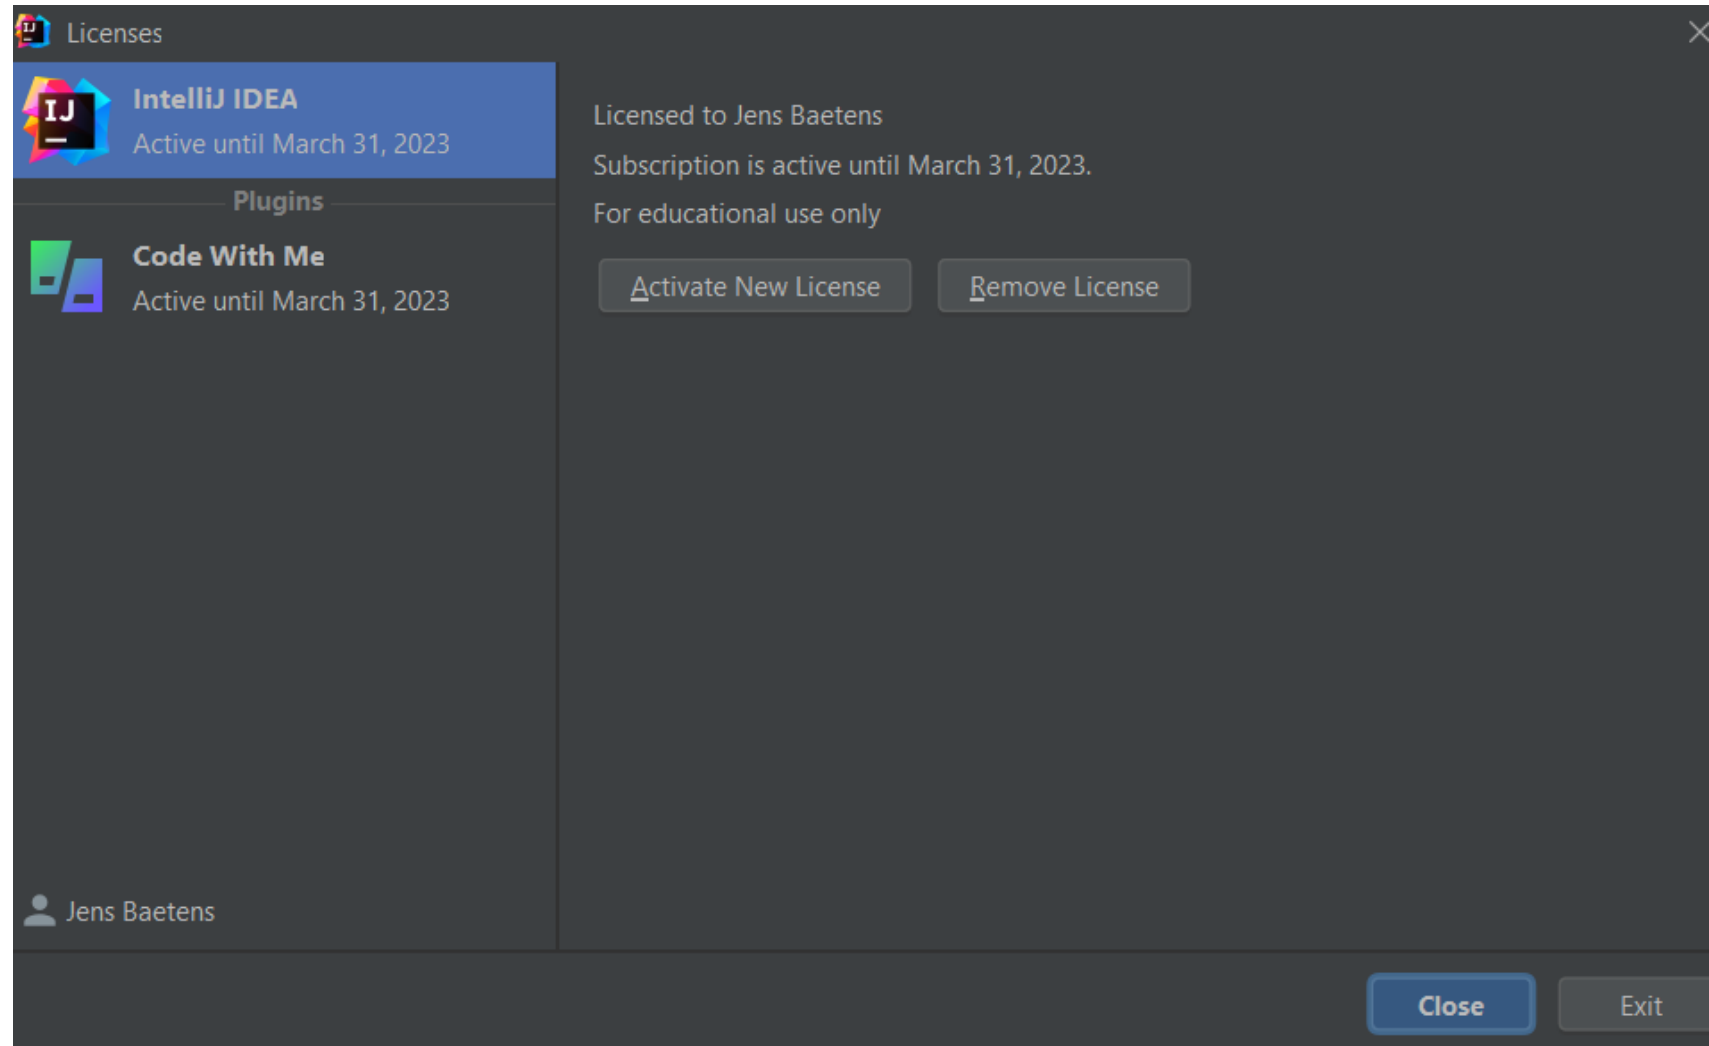 Licenses
IntelliJ IDEA
Active until March 31, 2023
Plugins
Code With Me
Active until March 31, 2023
Jens Baetens
Licensed to Jens Baetens
Subscription is active until March 31, 2023.
For educational use only
Activate New License
Remove License
Close
Exit